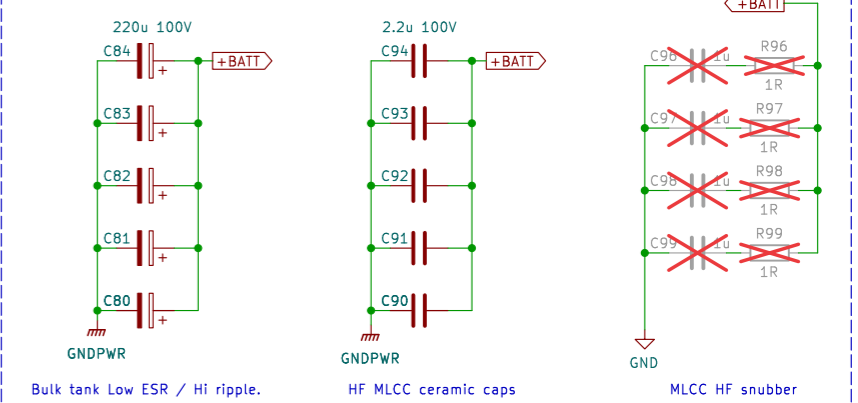 +BATT
220u 100V
C84
+
+BATT
C83
+
C82
+
C81
+
C80
+
GNDPWR
Bulk tank Low ESR / Hi ripple.
2.2u 100V
C94
+BATT
C93
C92
C91
C90
GNDPWR
HF MLCC ceramic caps
C96 1u R96
1R
C97 1u R97
1R
C98 1u R98
1R
C99 1u R99
1R
GND
MLCC HF snubber